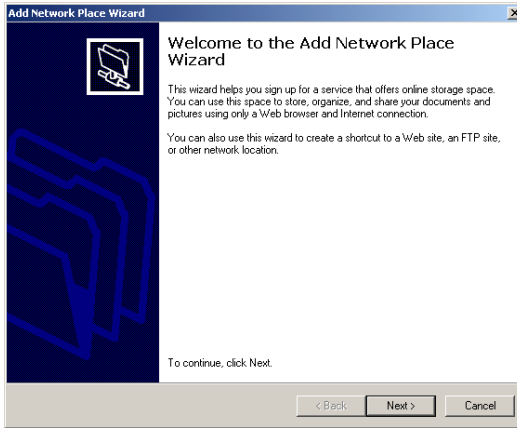 Add Network Place Wizard
Welcome to the Add Network Place
Wizard
This wizard helps you sign up for a service that offers online storage space.
You can use this space to store, organize, and share your documents and
pictures using only a Web browser and Internet connection.
You can also use this wizard to create a shortcut to a Web site, an FTP site,
or other network location.
To continue, click Next.
< Back Next > Cancel